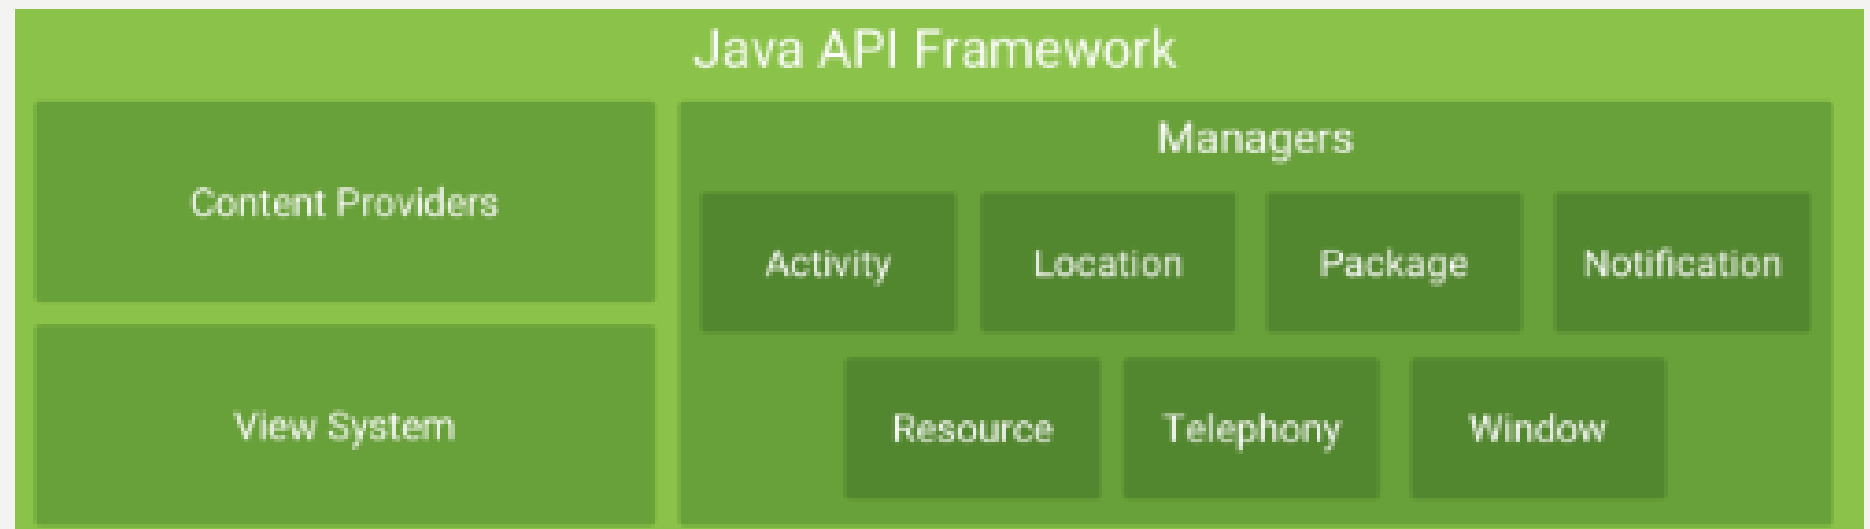 Java API Framework
Content Providers
View System
Managers
Activity
Location
Package
Notification
Resource
Telephony
Window